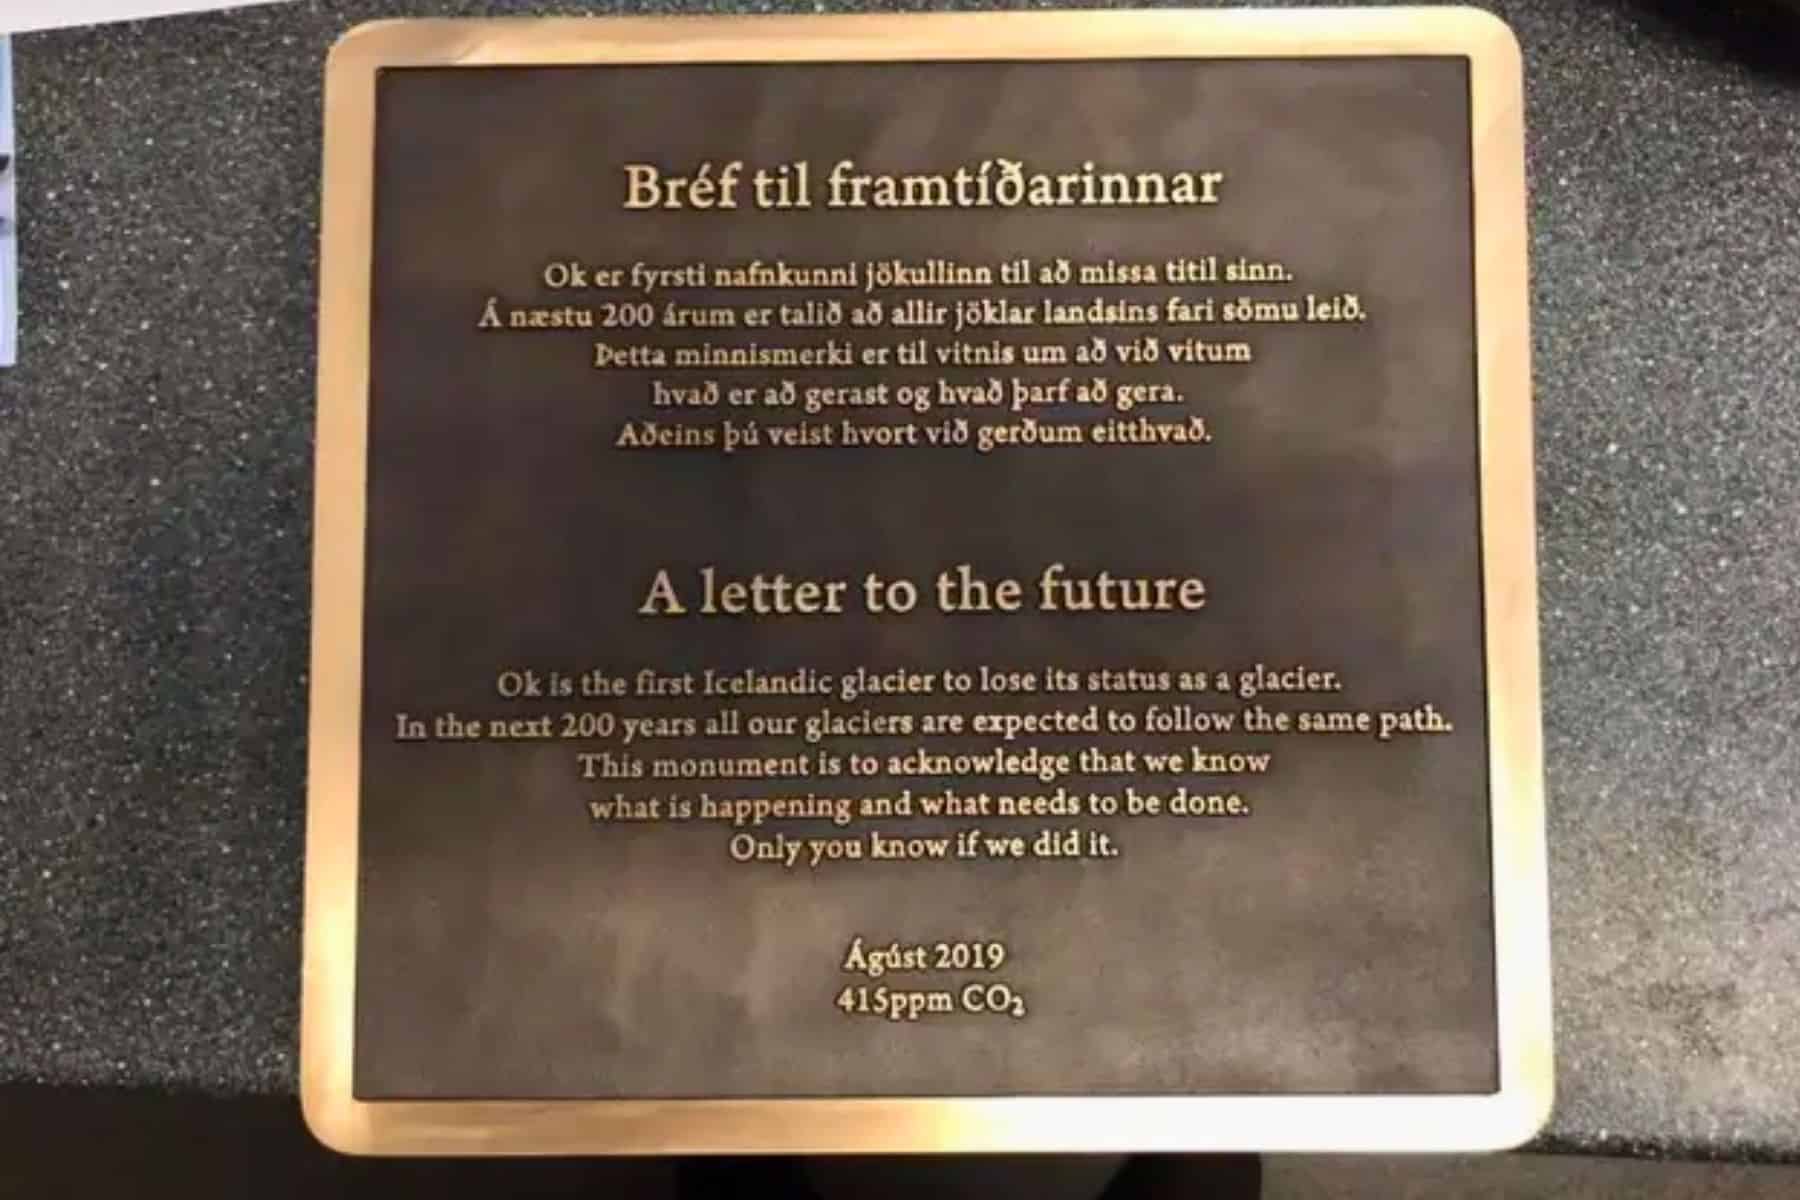 Bréf til framtíðarinnar
Ok er fyrsti nafnkunni jökullinn til að missa titil sinn.
Á næstu 200 árum er talið að allir jöklar landsins fari sömu leið.
Þetta minnismerki er til vitnis um að við vitum
hvað er að gerast og hvað þarf að gera.
Aðeins þú veist hvort við gerðum eitthvað.
A letter to the future
Ok is the first Icelandic glacier to lose its status as a glacier.
In the next 200 years all our glaciers are expected to follow the same path.
This monument is to acknowledge that we know
what is happening and what needs to be done.
Only you know if we did it.
Ágúst 2019
415ppm CO₂